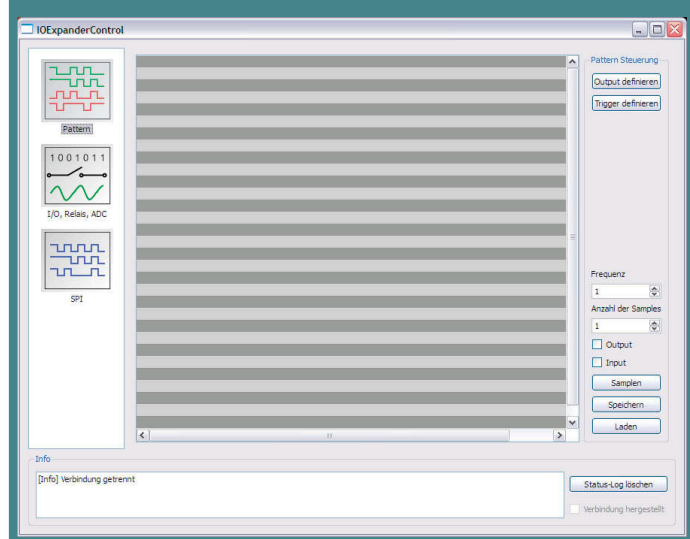 IOExpanderControl
Pattern
1001011
I/O, Relais, ADC
SPI
Pattern Steuerung
Output definieren
Trigger definieren
Frequenz
1
Anzahl der Samples
1
Output
Input
Samplen
Speichern
Laden
Info
[Info] Verbindung getrennt
Status-Log löschen
Verbindung hergestellt